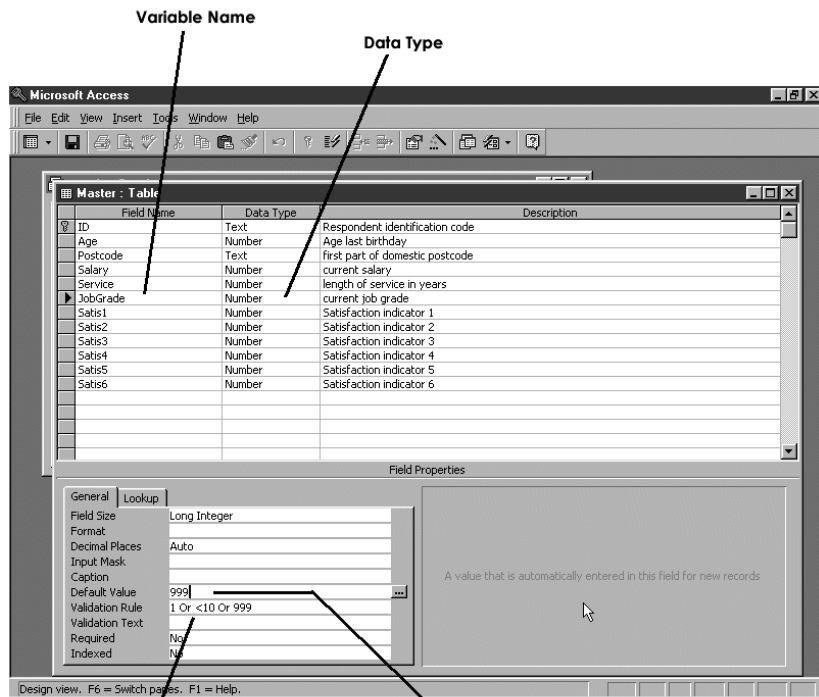 Variable Name
Data Type
Microsoft Access
File Edit View Insert Tools Window Help
Master : Table
Field Name Data Type Description
ID Text Respondent identification code
Age Number Age last birthday
Postcode Text first part of domestic postcode
Salary Number current salary
Service Number length of service in years
JobGrade Number current job grade
Satis1 Number Satisfaction indicator 1
Satis2 Number Satisfaction indicator 2
Satis3 Number Satisfaction indicator 3
Satis4 Number Satisfaction indicator 4
Satis5 Number Satisfaction indicator 5
Satis6 Number Satisfaction indicator 6
Field Properties
General Lookup
Field Size Long Integer
Format
Decimal Places Auto
Input Mask
Caption
Default Value 999 ...
Validation Rule 1 Or <10 Or 999
Validation Text
Required No
Indexed No
A value that is automatically entered in this field for new records
Design view. F6 = Switch panes. F1 = Help.